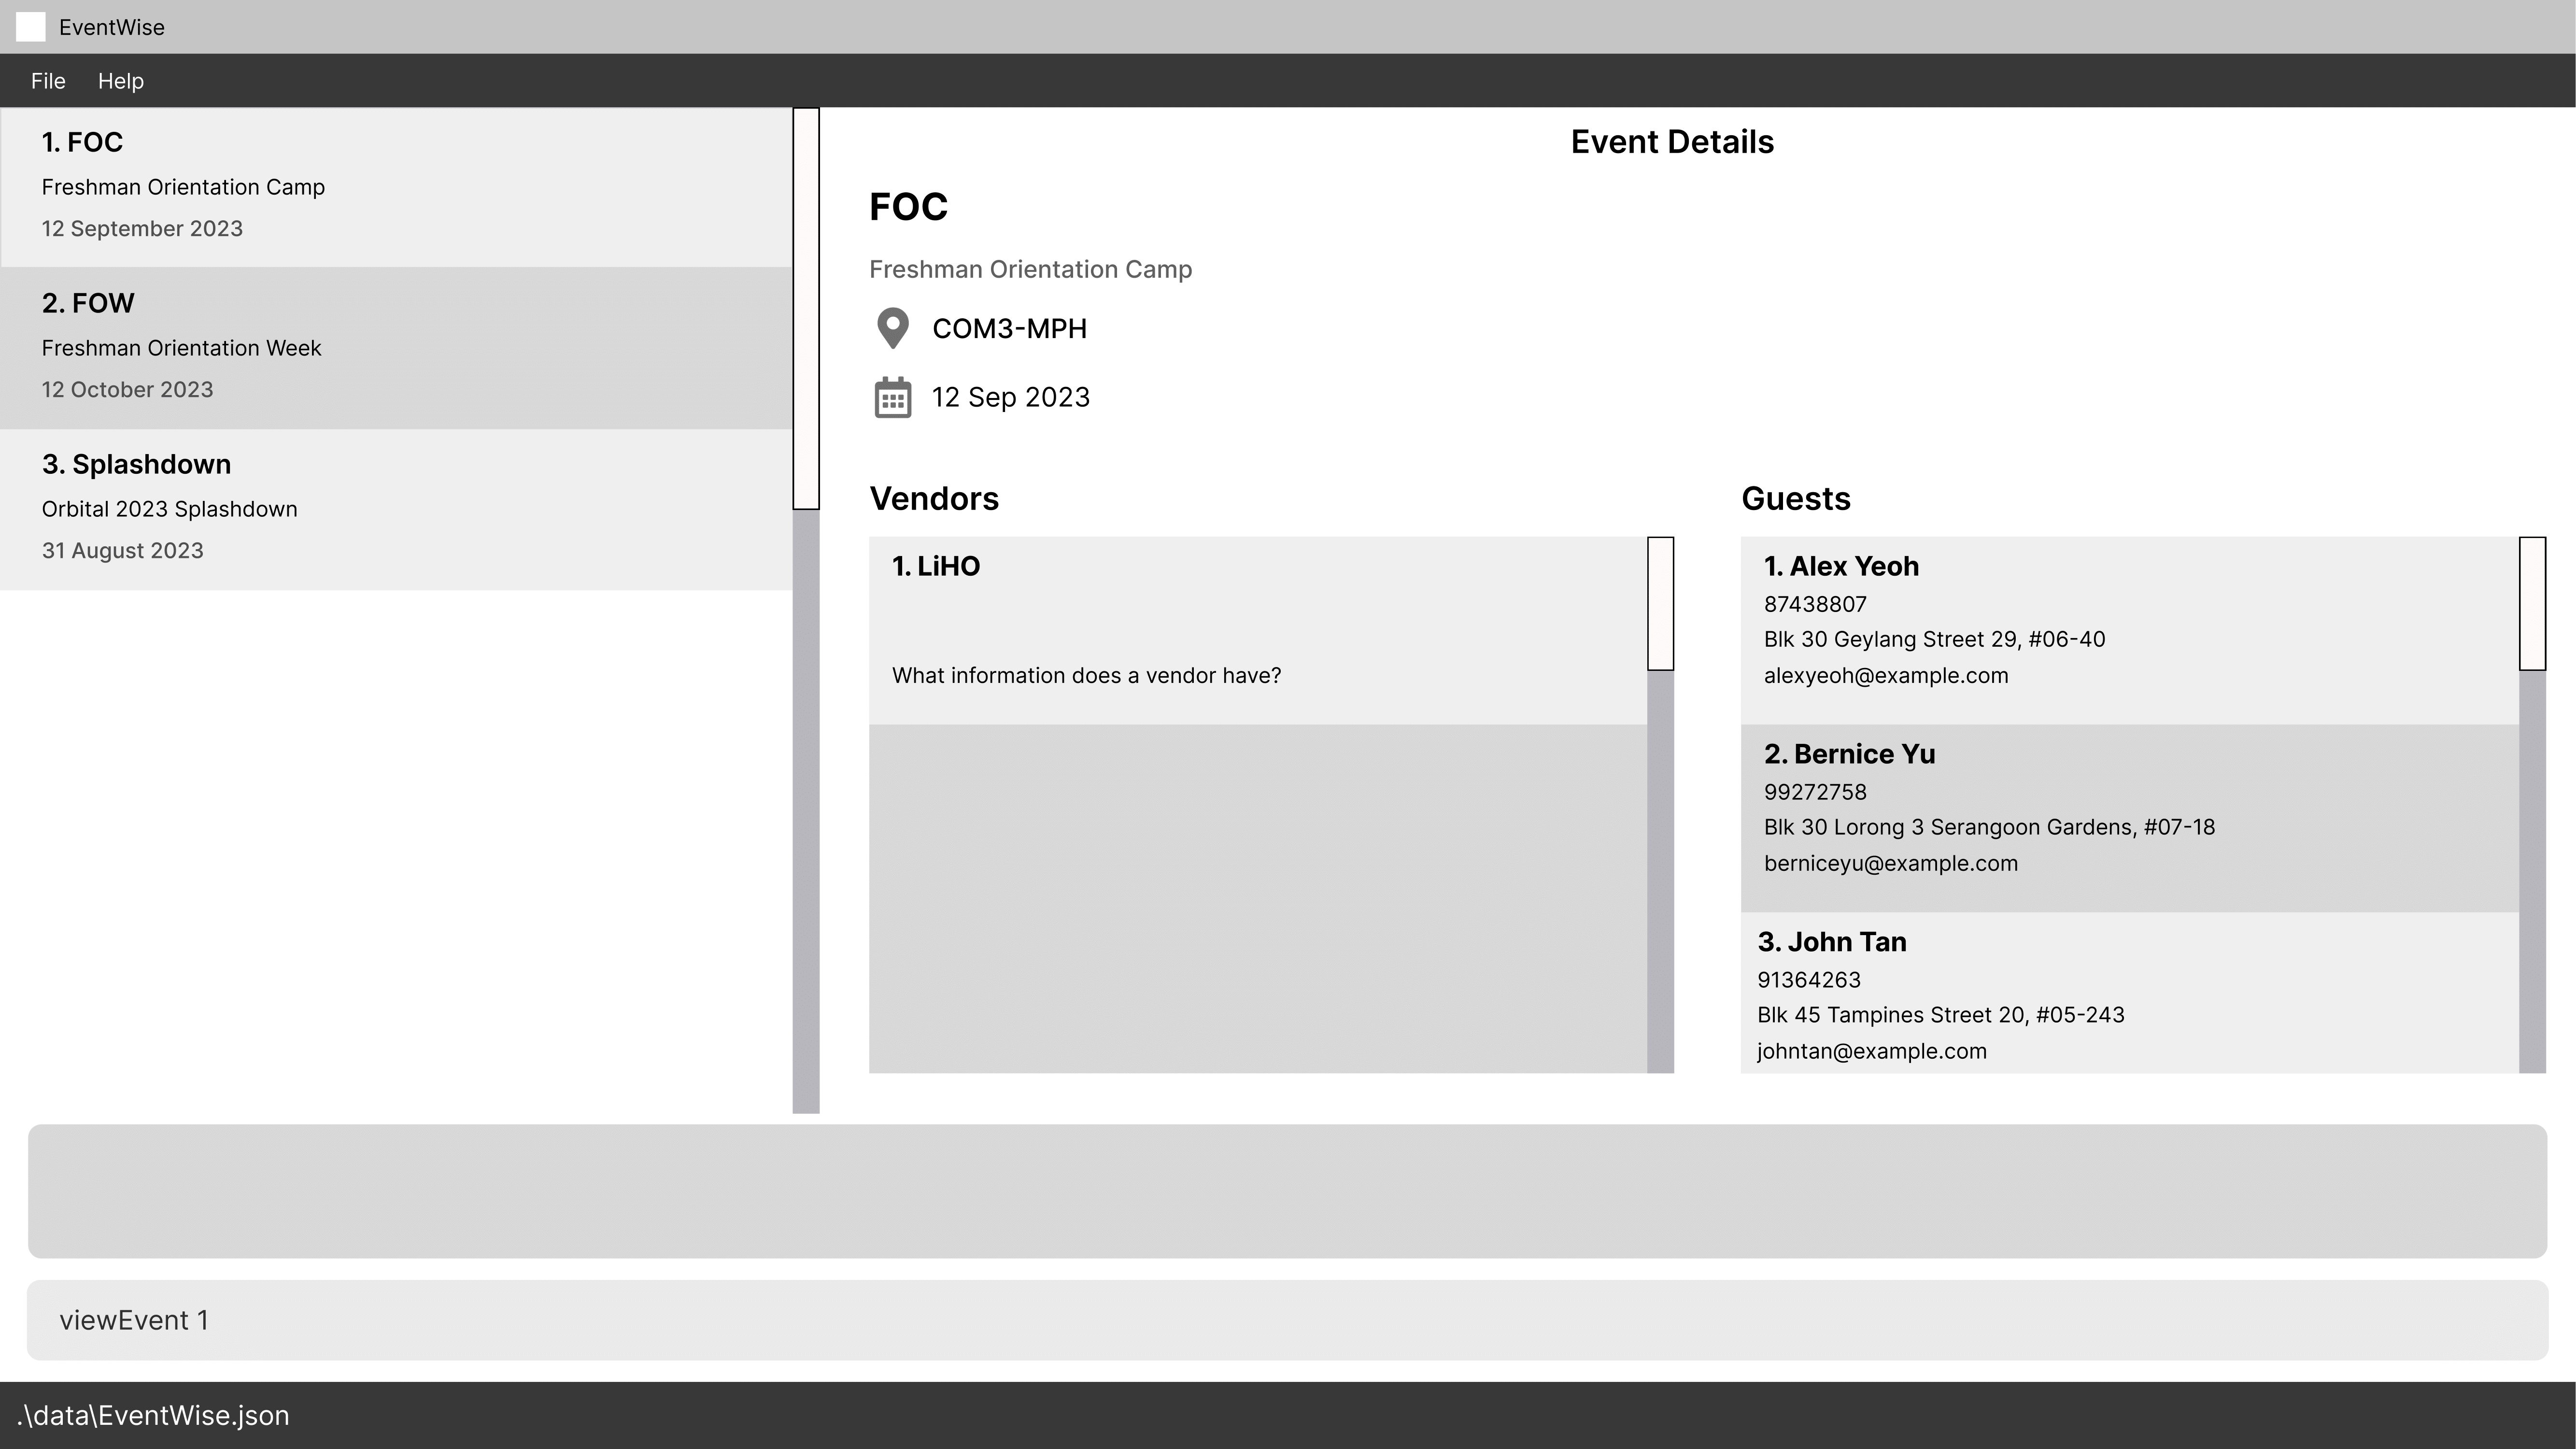 EventWise
File Help
1. FOC
Freshman Orientation Camp
12 September 2023
2. FOW
Freshman Orientation Week
12 October 2023
3. Splashdown
Orbital 2023 Splashdown
31 August 2023
Event Details
FOC
Freshman Orientation Camp
COM3-MPH
12 Sep 2023
Vendors
1. LiHO
What information does a vendor have?
Guests
1. Alex Yeoh
87438807
Blk 30 Geylang Street 29, #06-40
alexyeoh@example.com
2. Bernice Yu
99272758
Blk 30 Lorong 3 Serangoon Gardens, #07-18
berniceyu@example.com
3. John Tan
91364263
Blk 45 Tampines Street 20, #05-243
johntan@example.com
viewEvent 1
.\data\EventWise.json